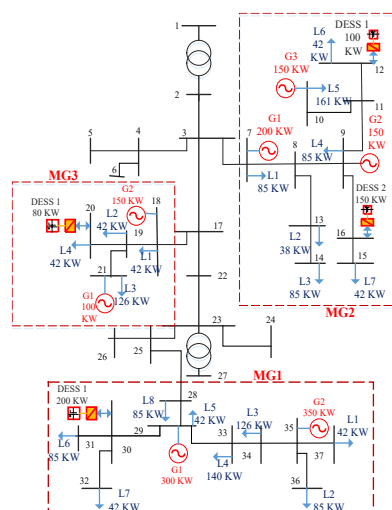 1
2
3
4
5
6
MG3
DESS 1
80 KW
20
L2
42 KW
G2
150 KW
18
17
19
L4
42 KW
L1
42 KW
21
L3
126 KW
G1
100
KW
22
23
24
25
26
27
L6
42
KW
DESS 1
100
KW
12
G3
150 KW
L5
161 KW
11
10
G2
150
KW
G1
200 KW
7
8
9
L4
85 KW
L1
85 KW
DESS 2
150 KW
13
16
L2
38 KW
14
15
L3
85 KW
L7
42 KW
MG2
MG1
DESS 1
200 KW
L8
85 KW
28
L5
42 KW
L3
126 KW
G2
350 KW
L1
42 KW
29
33
35
L6
85 KW
31
30
G1
300 KW
L4
140 KW
34
37
32
L7
42 KW
36
L2
85 KW